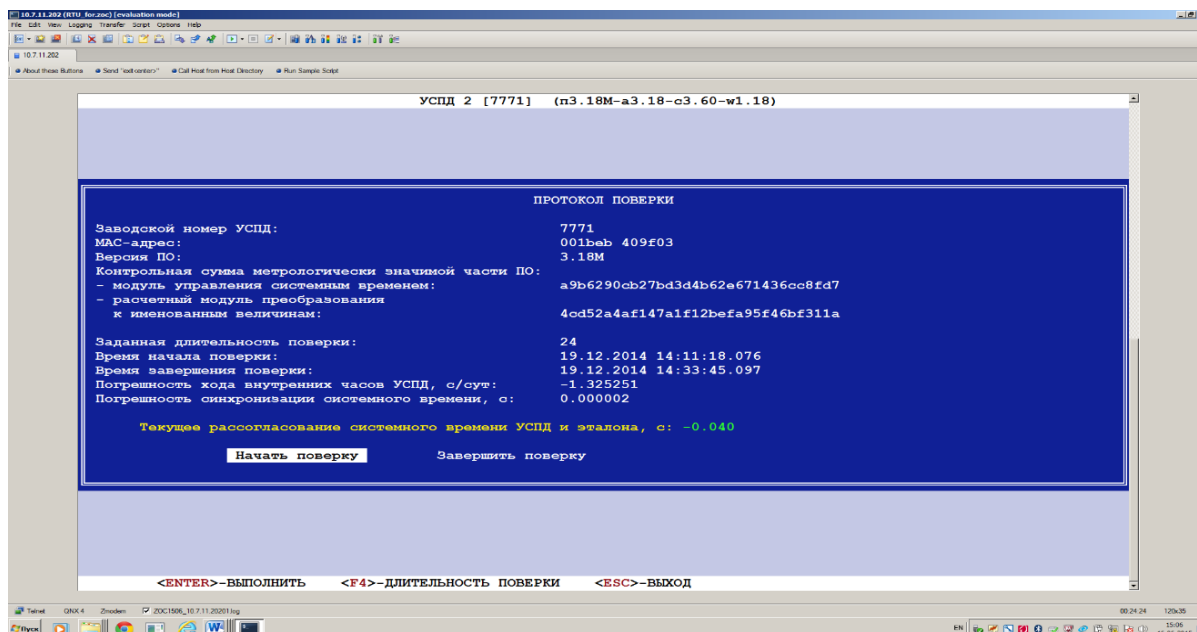 10.7.11.202 (RTU_for.zoc) [evaluation mode]
File Edit View Logging Transfer Script Options Help
10.7.11.202
About these Buttons Send "exit<enter>" Call Host from Host Directory Run Sample Script
УСПД 2 [7771] (п3.18М-а3.18-с3.60-w1.18)
ПРОТОКОЛ ПОВЕРКИ
Заводской номер УСПД: 7771
МАС-адрес: 001beb 409f03
Версия ПО: 3.18М
Контрольная сумма метрологически значимой части ПО:
- модуль управления системным временем: a9b6290cb27bd3d4b62e671436cc8fd7
- расчетный модуль преобразования
к именованным величинам: 4cd52a4af147a1f12befa95f46bf311a
Заданная длительность поверки: 24
Время начала поверки: 19.12.2014 14:11:18.076
Время завершения поверки: 19.12.2014 14:33:45.097
Погрешность хода внутренних часов УСПД, с/сут: -1.325251
Погрешность синхронизации системного времени, с: 0.000002
Текущее рассогласование системного времени УСПД и эталона, с: -0.040
Начать поверку Завершить поверку
<ENTER>-ВЫПОЛНИТЬ <F4>-ДЛИТЕЛЬНОСТЬ ПОВЕРКИ <ESC>-ВЫХОД
Telnet QNX4 Zmodem ZOC1506_10.7.11.20201.log 00:24:24 120x35
Пуск EN 15:06